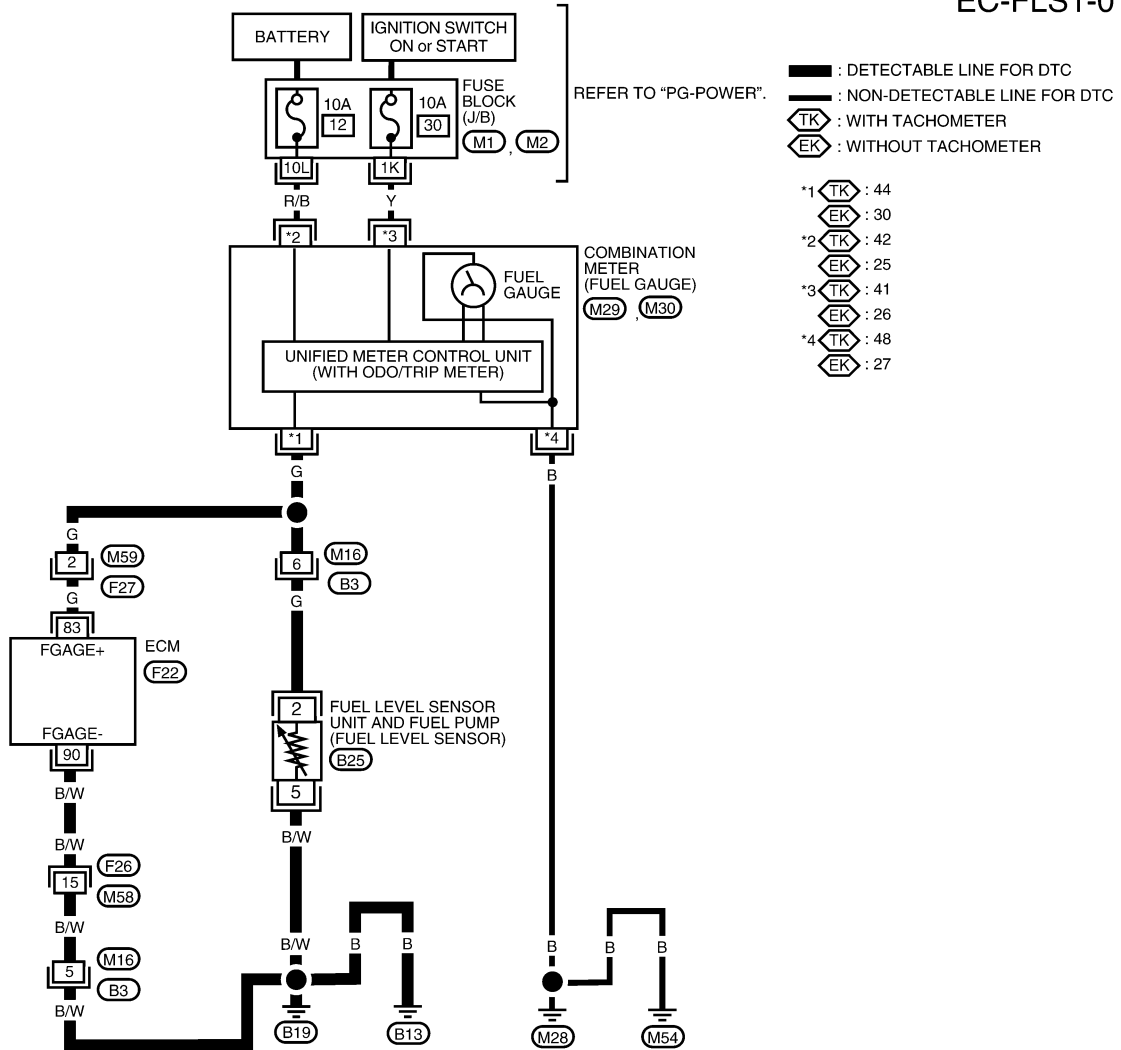 EC-FLS1-0
BATTERY
IGNITION SWITCH
ON or START
FUSE
BLOCK
(J/B)
M1 , M2
10A
12
10A
30
REFER TO “PG-POWER”.
: DETECTABLE LINE FOR DTC
: NON-DETECTABLE LINE FOR DTC
TK : WITH TACHOMETER
EK : WITHOUT TACHOMETER
*1 TK : 44
EK : 30
*2 TK : 42
EK : 25
*3 TK : 41
EK : 26
*4 TK : 48
EK : 27
10L
1K
R/B
Y
*2
*3
COMBINATION
METER
(FUEL GAUGE)
M29 , M30
FUEL
GAUGE
UNIFIED METER CONTROL UNIT
(WITH ODO/TRIP METER)
*1
*4
G
B
G
2
M59
F27
G
6
M16
B3
G
83
FGAGE+
ECM
F22
FGAGE-
90
2
FUEL LEVEL SENSOR
UNIT AND FUEL PUMP
(FUEL LEVEL SENSOR)
B25
5
B/W
B/W
B/W
15
F26
M58
B/W
5
M16
B3
B/W
B/W
B
B
B
B
B
B19
B13
M28
M54